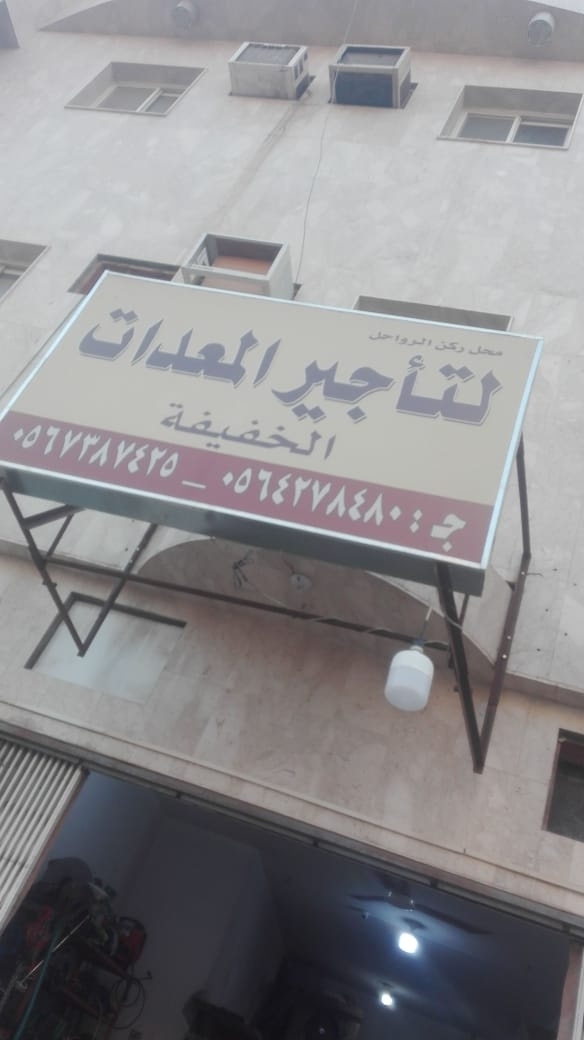 محل ركن الرواحل
لتأجير المعدات
الخفيفة
ج : ٠٥٦٤٢٧٨٤٨٠ _ ٠٥٦٧٣٨٧٤٢٥